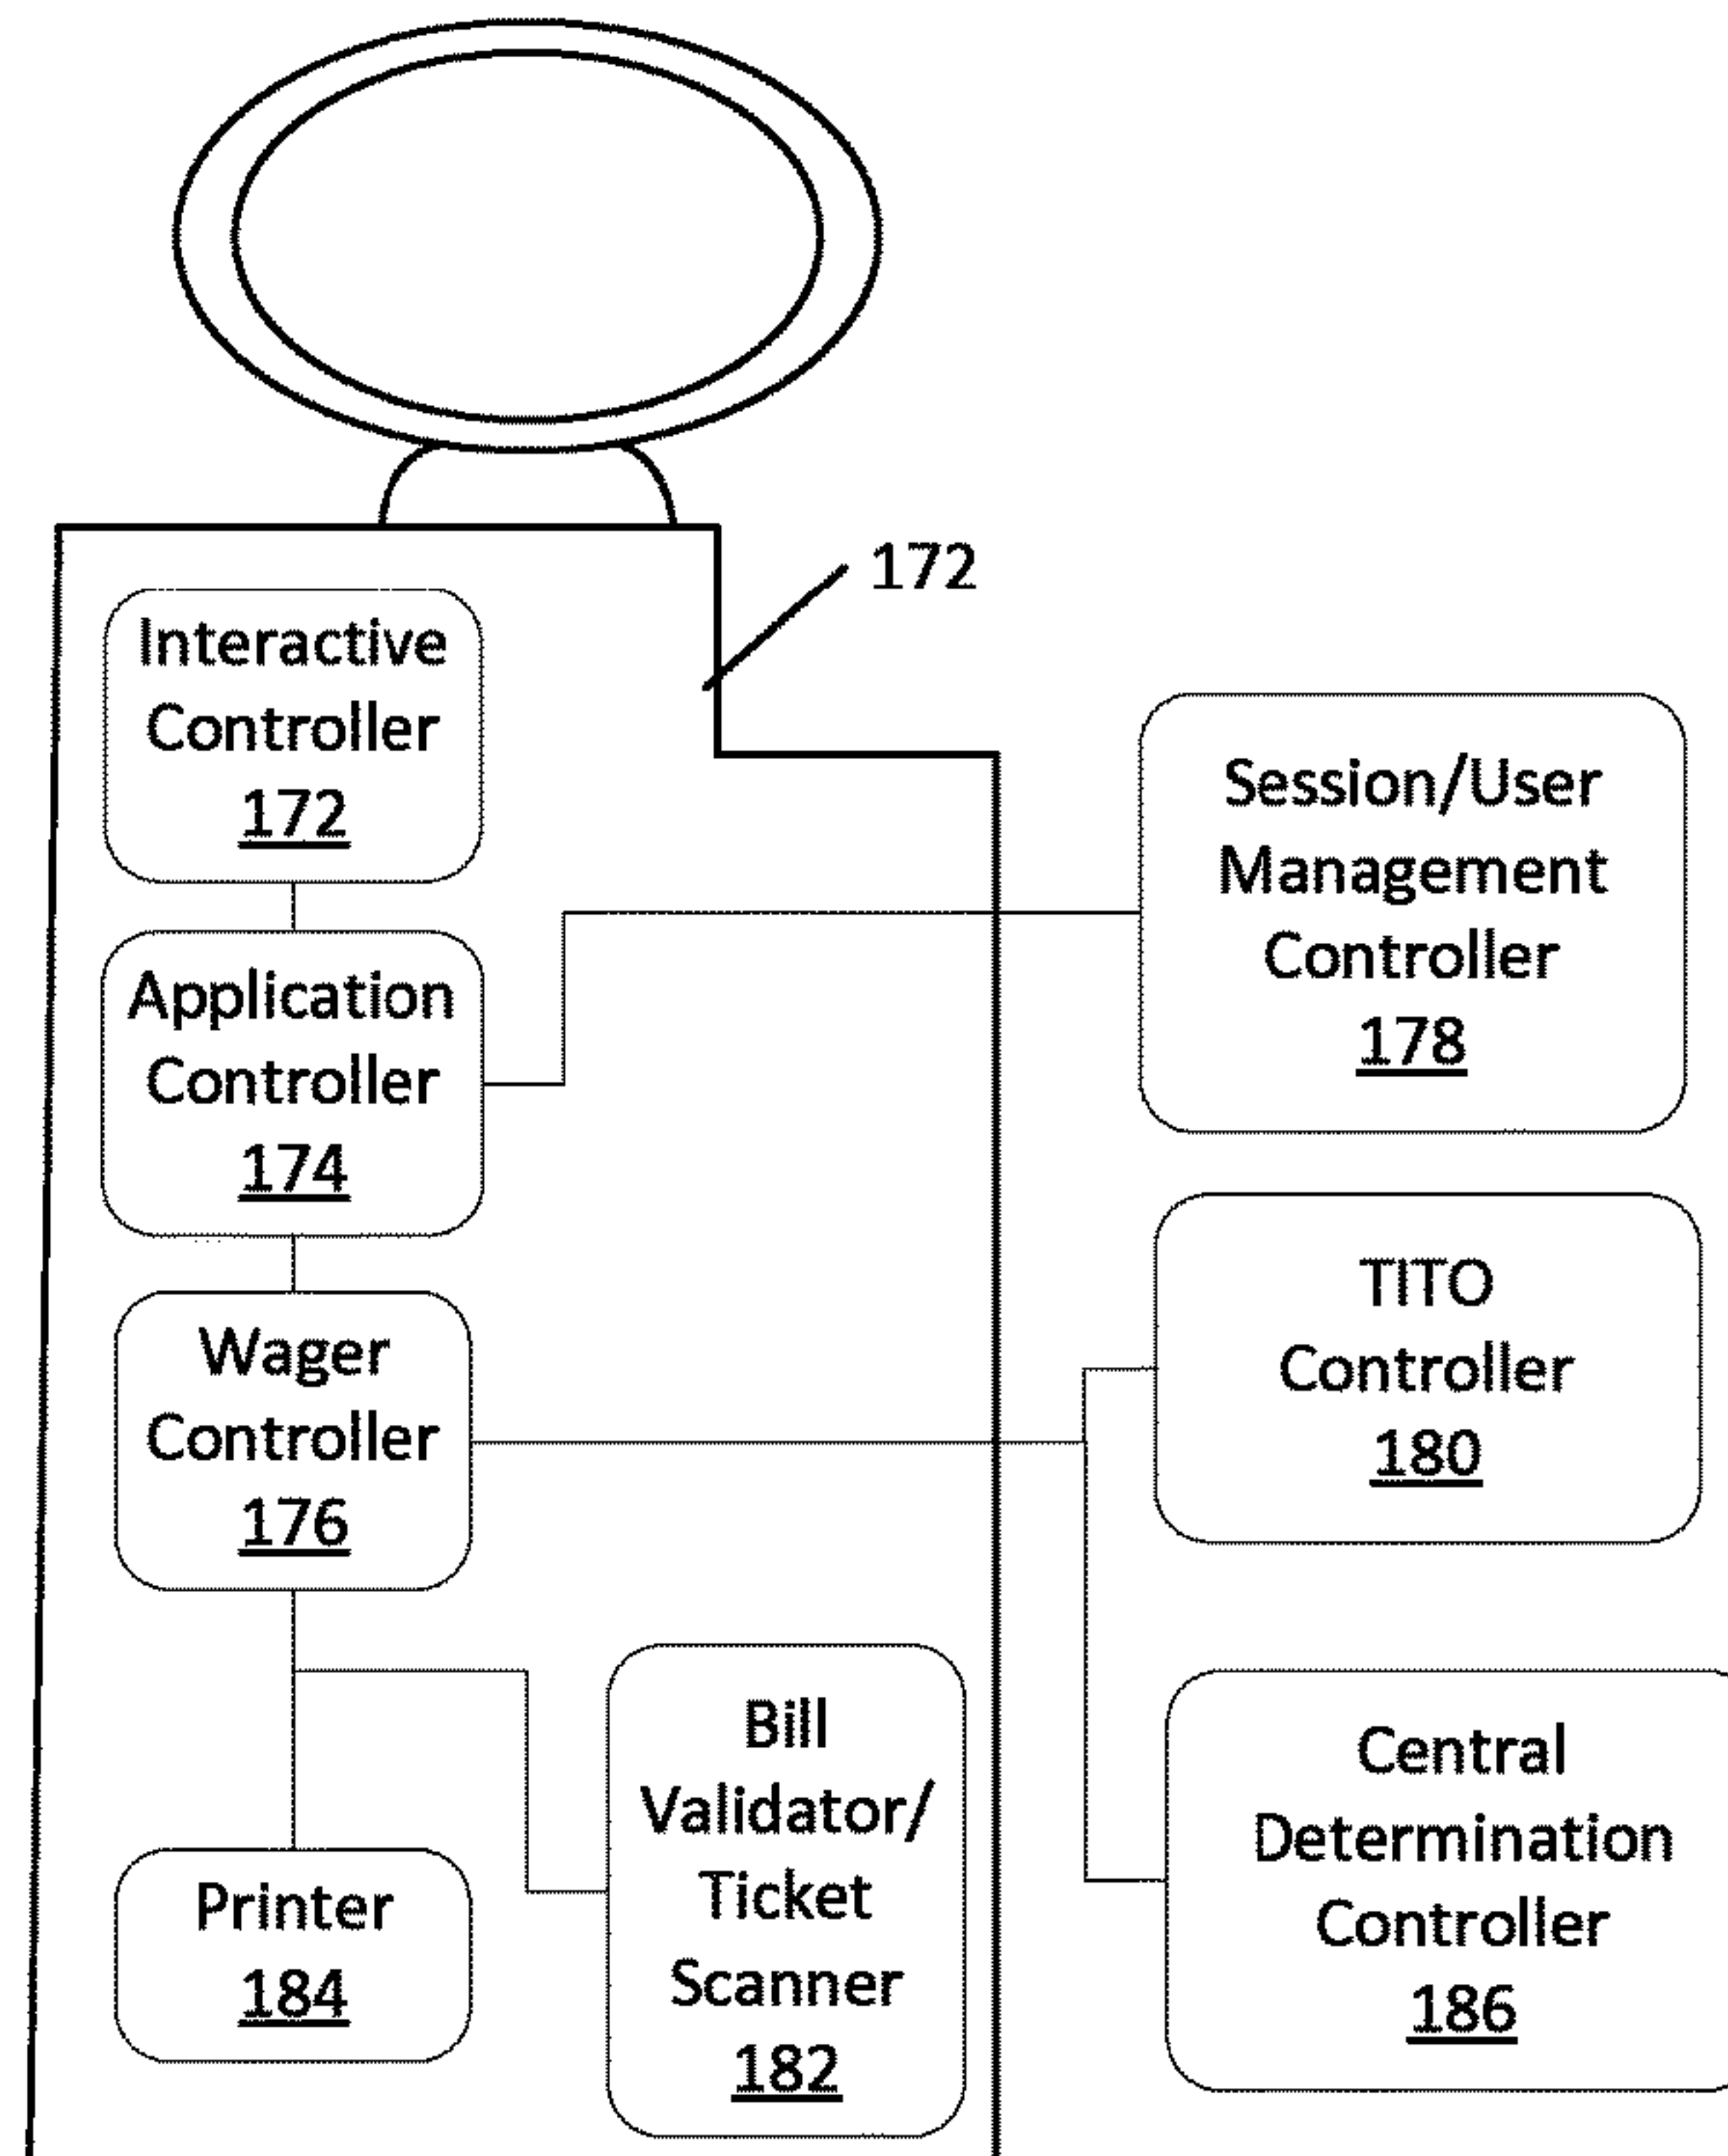 172
Interactive
Controller
172
Application
Controller
174
Wager
Controller
176
Printer
184
Bill
Validator/
Ticket
Scanner
182
Session/User
Management
Controller
178
TITO
Controller
180
Central
Determination
Controller
186